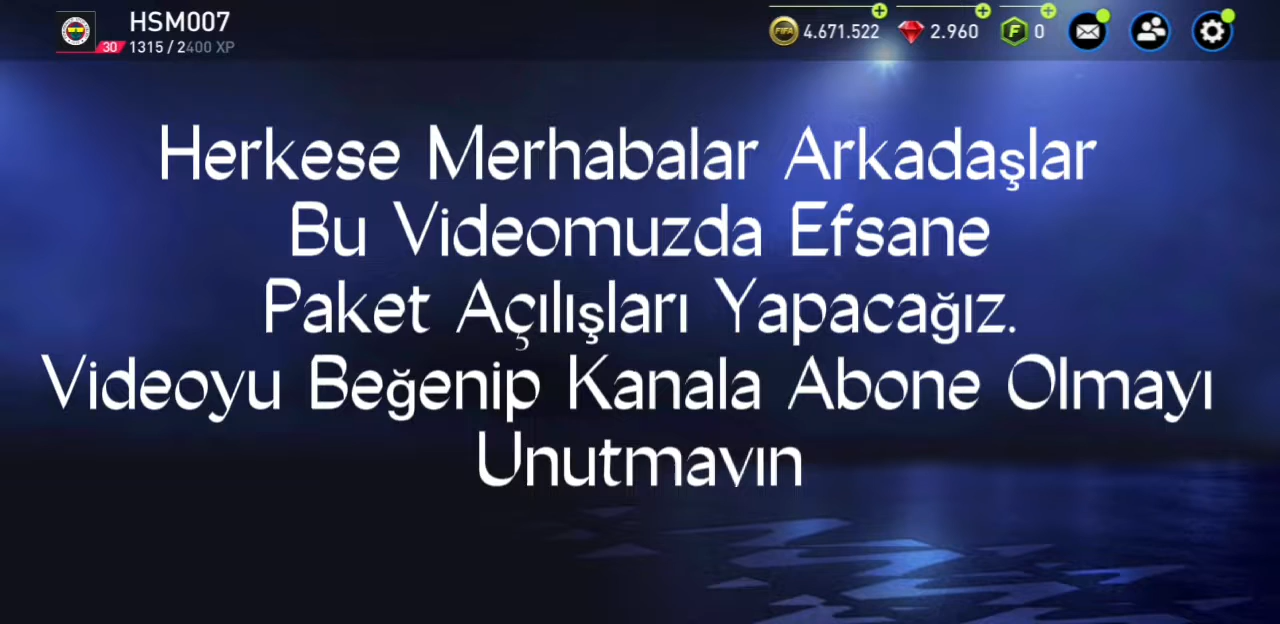 HSM007
30 1315 / 2400 XP
4.671.522 2.960 0
Herkese Merhabalar Arkadaşlar
Bu Videomuzda Efsane
Paket Açılışları Yapacağız.
Videoyu Beğenip Kanala Abone Olmayı
Unutmayın